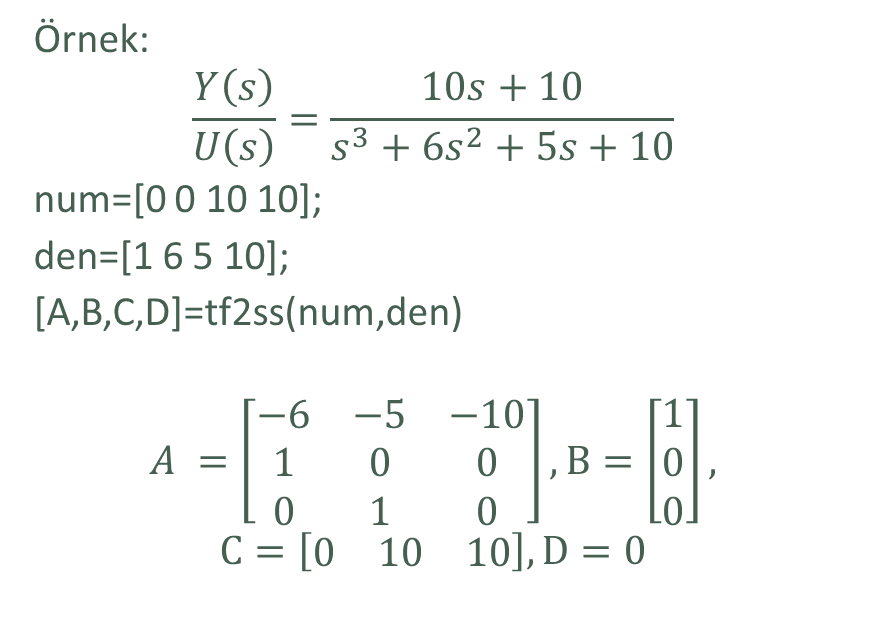 Örnek:
Y(s)/U(s) = (10s + 10)/(s³ + 6s² + 5s + 10)
num=[0 0 10 10];
den=[1 6 5 10];
[A,B,C,D]=tf2ss(num,den)
A = [−6 −5 −10; 1 0 0; 0 1 0], B = [1; 0; 0],
C = [0 10 10], D = 0